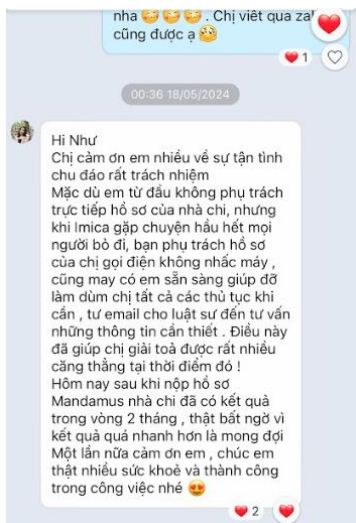 nha 🥺🥺🥺 . Chị viết qua zal
cũng được ạ 🥺
1
00:36 18/05/2024
Hi Như
Chị cảm ơn em nhiều về sự tận tình
chu đáo rất trách nhiệm
Mặc dù em từ đầu không phụ trách
trực tiếp hồ sơ của nhà chi, nhưng
khi Imica gặp chuyện hầu hết mọi
người bỏ đi, bạn phụ trách hồ sơ
của chị gọi điện không nhấc máy ,
cũng may có em sẵn sàng giúp đỡ
làm dùm chị tất cả các thủ tục khi
cần , tư email cho luật sự đến tư vấn
những thông tin cần thiết . Điều này
đã giúp chị giải toả được rất nhiều
căng thẳng tại thời điểm đó !
Hôm nay sau khi nộp hồ sơ
Mandamus nhà chi đã có kết quả
trong vòng 2 tháng , thật bất ngờ vì
kết quả quá nhanh hơn là mong đợi
Một lần nữa cảm ơn em , chúc em
thật nhiều sức khoẻ và thành công
trong công việc nhé 😍
2